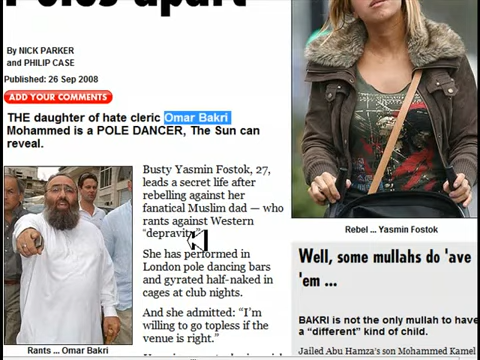 Poles apart
By NICK PARKER
and PHILIP CASE
Published: 26 Sep 2008
ADD YOUR COMMENTS
THE daughter of hate cleric Omar Bakri
Mohammed is a POLE DANCER, The Sun can
reveal.
Busty Yasmin Fostok, 27,
leads a secret life after
rebelling against her
fanatical Muslim dad — who
rants against Western
“depravity”.
She has performed in
London pole dancing bars
and gyrated half-naked in
cages at club nights.
And she admitted: “I’m
willing to go topless if the
venue is right.”
Rants ... Omar Bakri
Rebel ... Yasmin Fostok
Well, some mullahs do 'ave
'em ...
BAKRI is not the only mullah to have
a “different” kind of child.
Jailed Abu Hamza's son Mohammed Kamel